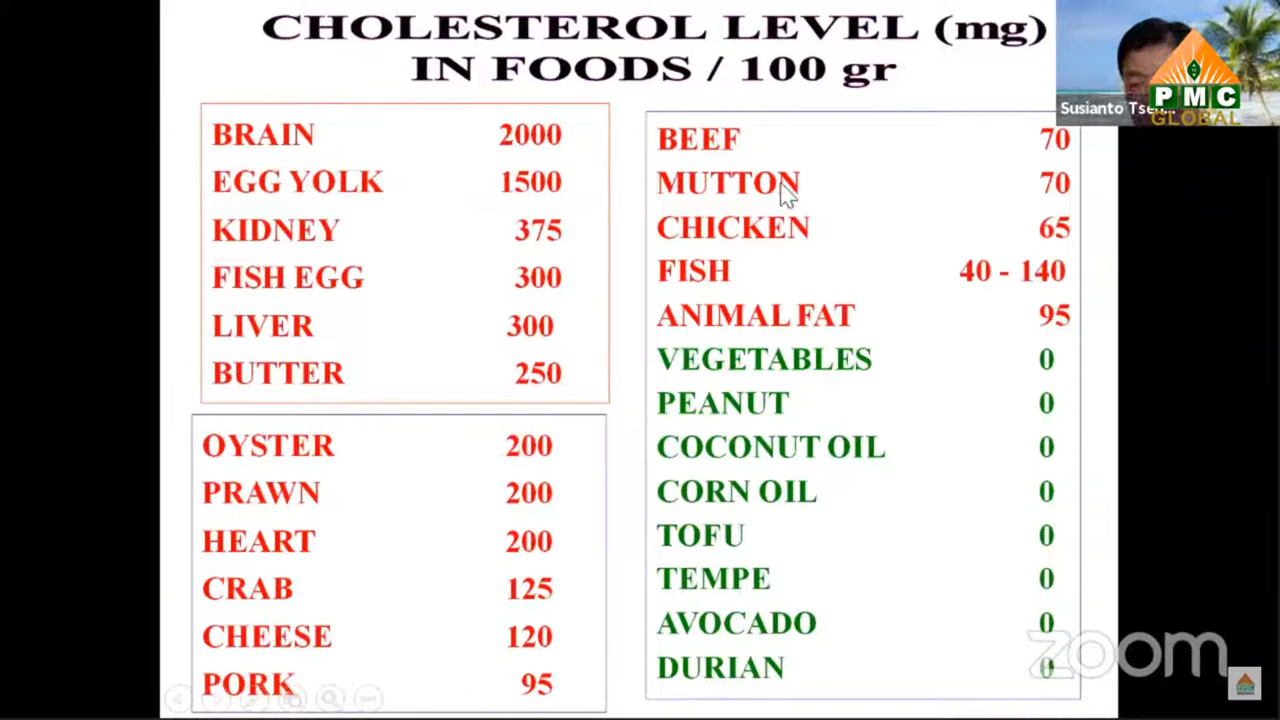 CHOLESTEROL LEVEL (mg)
IN FOODS / 100 gr
BRAIN 2000
EGG YOLK 1500
KIDNEY 375
FISH EGG 300
LIVER 300
BUTTER 250
OYSTER 200
PRAWN 200
HEART 200
CRAB 125
CHEESE 120
PORK 95
BEEF 70
MUTTON 70
CHICKEN 65
FISH 40 - 140
ANIMAL FAT 95
VEGETABLES 0
PEANUT 0
COCONUT OIL 0
CORN OIL 0
TOFU 0
TEMPE 0
AVOCADO 0
DURIAN 0
Susianto
PMC
GLOBAL
zoom